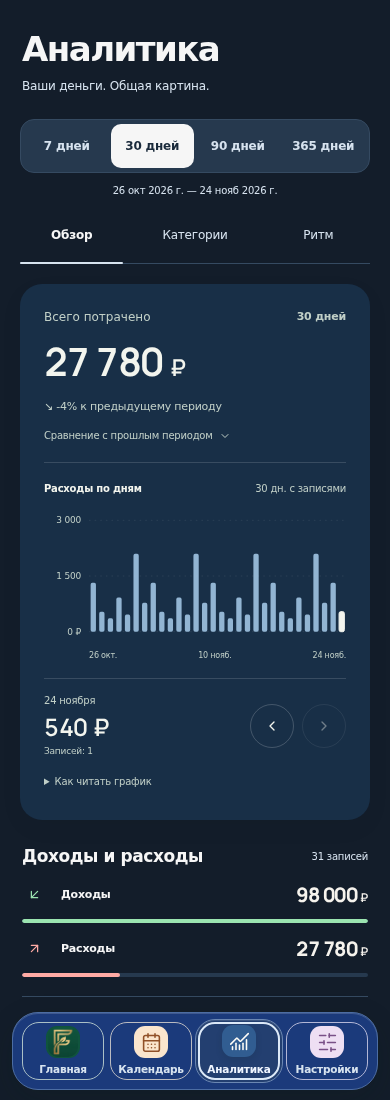 Аналитика
Ваши деньги. Общая картина.
7 дней 30 дней 90 дней 365 дней
26 окт 2026 г. — 24 нояб 2026 г.
Обзор Категории Ритм
Всего потрачено 30 дней
27 780 ₽
↘ -4% к предыдущему периоду
Сравнение с прошлым периодом
Расходы по дням 30 дн. с записями
3 000
1 500
0 ₽
26 окт. 10 нояб. 24 нояб.
24 ноября
540 ₽
Записей: 1
Как читать график
Доходы и расходы 31 записей
Доходы 98 000 ₽
Расходы 27 780 ₽
Главная Календарь Аналитика Настройки